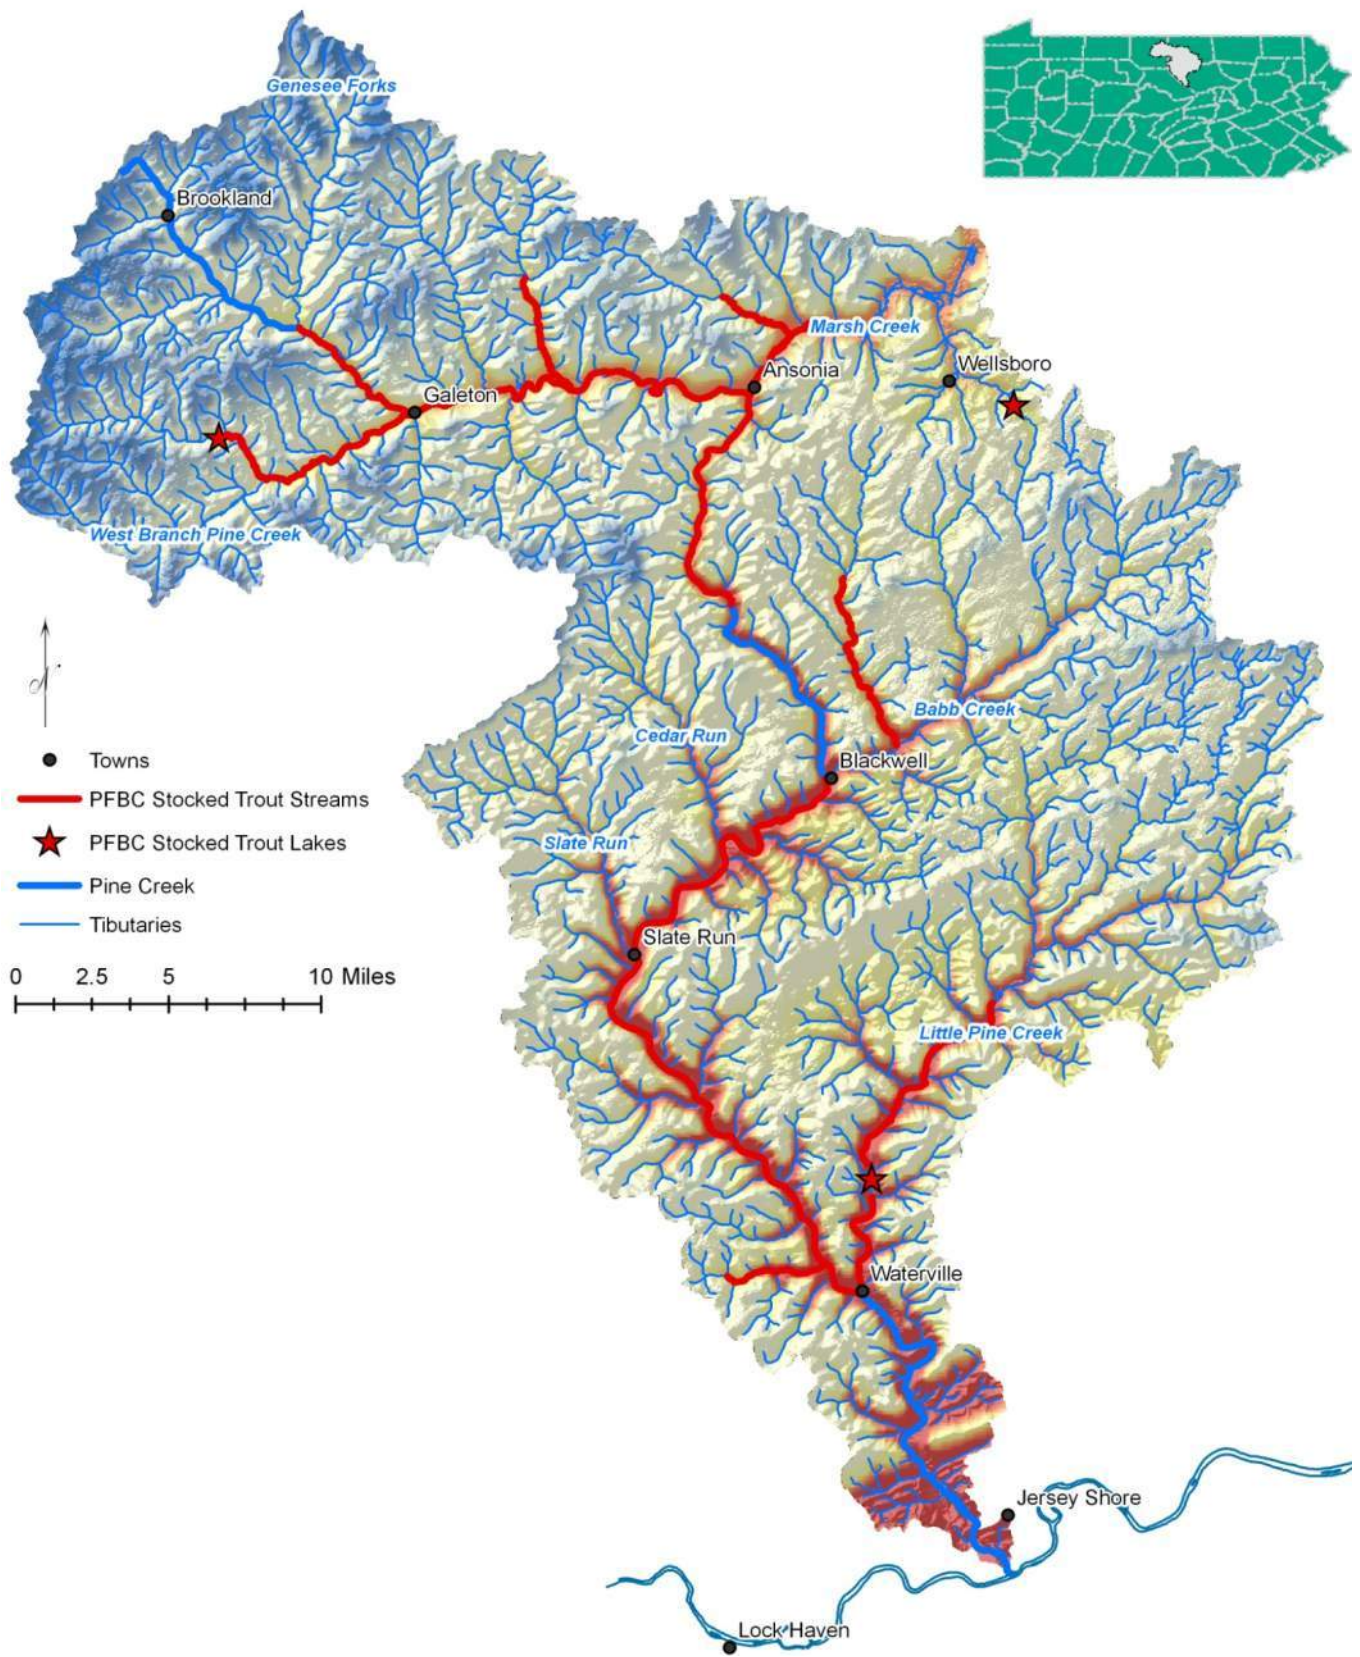 Genesee Forks
Brookland
Marsh Creek
Wellsboro
Ansonia
Galeton
West Branch Pine Creek
Babb Creek
Cedar Run
Blackwell
Slate Run
Slate Run
Little Pine Creek
Waterville
Jersey Shore
Lock Haven
Towns
PFBC Stocked Trout Streams
PFBC Stocked Trout Lakes
Pine Creek
Tibutaries
0 2.5 5 10 Miles